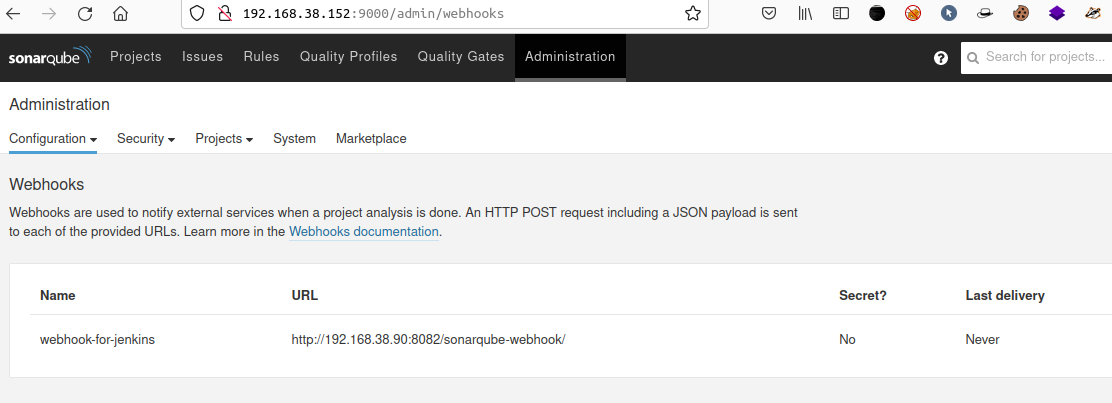 192.168.38.152:9000/admin/webhooks
sonarqube Projects Issues Rules Quality Profiles Quality Gates Administration ? Search for projects...
Administration
Configuration Security Projects System Marketplace
Webhooks
Webhooks are used to notify external services when a project analysis is done. An HTTP POST request including a JSON payload is sent
to each of the provided URLs. Learn more in the Webhooks documentation.
Name URL Secret? Last delivery
webhook-for-jenkins http://192.168.38.90:8082/sonarqube-webhook/ No Never